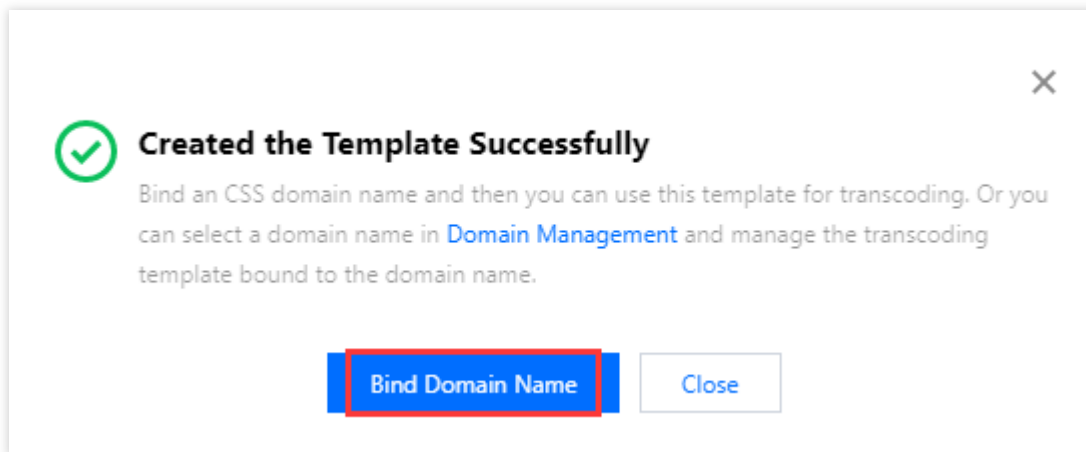 Created the Template Successfully
Bind an CSS domain name and then you can use this template for transcoding. Or you
can select a domain name in Domain Management and manage the transcoding
template bound to the domain name.
Bind Domain Name
Close